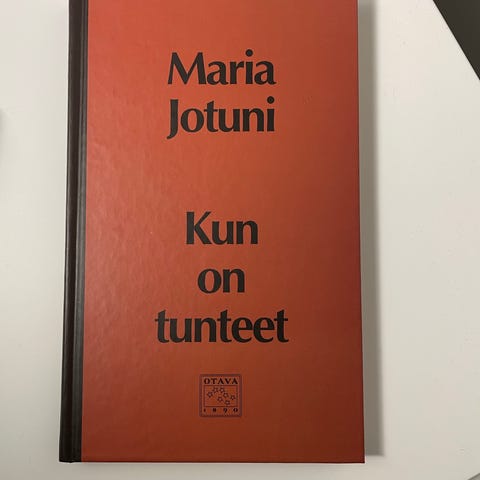 Maria
Jotuni
Kun
on
tunteet
OTAVA
1890